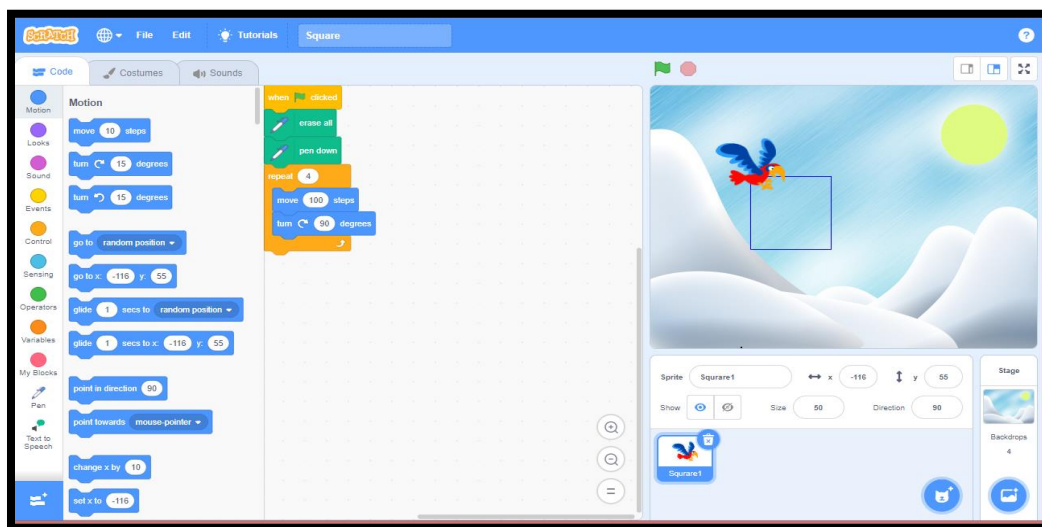 SCRATCH File Edit Tutorials Square ?
Code Costumes Sounds
Motion
Looks
Sound
Events
Control
Sensing
Operators
Variables
My Blocks
Pen
Text to
Speech
Motion
move 10 steps
turn 15 degrees
turn 15 degrees
go to random position
go to x: -116 y: 55
glide 1 secs to random position
glide 1 secs to x: -116 y: 55
point in direction 90
point towards mouse-pointer
change x by 10
set x to -116
when clicked
erase all
pen down
repeat 4
move 100 steps
turn 90 degrees
Sprite Squrare1 x -116 y 55
Show Size 50 Direction 90
Squrare1
Stage
Backdrops
4